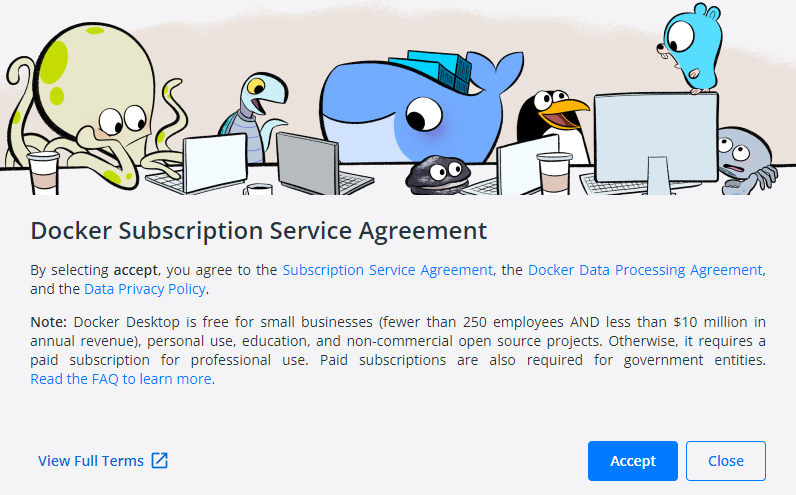 Docker Subscription Service Agreement
By selecting accept, you agree to the Subscription Service Agreement, the Docker Data Processing Agreement,
and the Data Privacy Policy.
Note: Docker Desktop is free for small businesses (fewer than 250 employees AND less than $10 million in
annual revenue), personal use, education, and non-commercial open source projects. Otherwise, it requires a
paid subscription for professional use. Paid subscriptions are also required for government entities.
Read the FAQ to learn more.
View Full Terms
Accept
Close